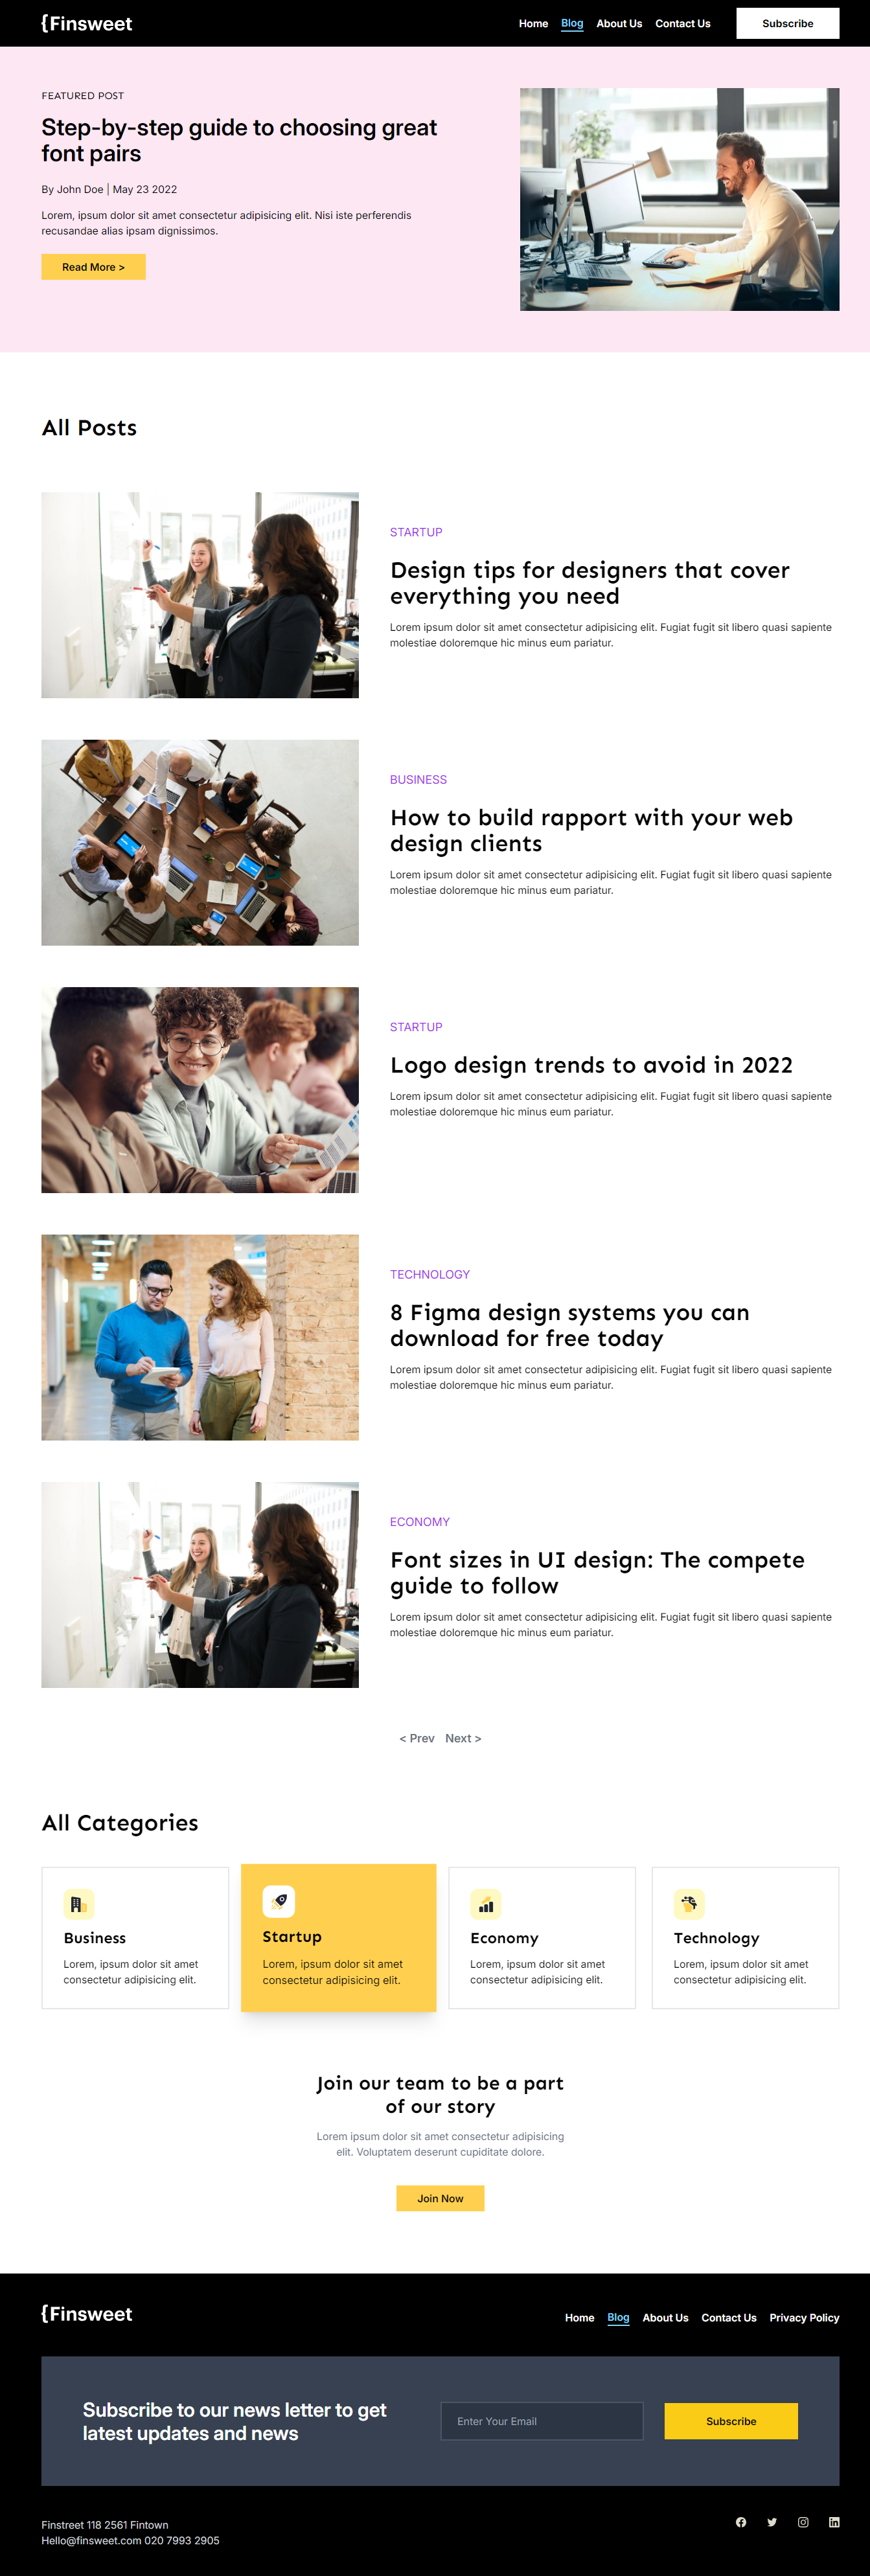 {Finsweet
Home Blog About Us Contact Us Subscribe
FEATURED POST
Step-by-step guide to choosing great
font pairs
By John Doe | May 23 2022
Lorem, ipsum dolor sit amet consectetur adipisicing elit. Nisi iste perferendis
recusandae alias ipsam dignissimos.
Read More >
All Posts
STARTUP
Design tips for designers that cover
everything you need
Lorem ipsum dolor sit amet consectetur adipisicing elit. Fugiat fugit sit libero quasi sapiente
molestiae doloremque hic minus eum pariatur.
BUSINESS
How to build rapport with your web
design clients
Lorem ipsum dolor sit amet consectetur adipisicing elit. Fugiat fugit sit libero quasi sapiente
molestiae doloremque hic minus eum pariatur.
STARTUP
Logo design trends to avoid in 2022
Lorem ipsum dolor sit amet consectetur adipisicing elit. Fugiat fugit sit libero quasi sapiente
molestiae doloremque hic minus eum pariatur.
TECHNOLOGY
8 Figma design systems you can
download for free today
Lorem ipsum dolor sit amet consectetur adipisicing elit. Fugiat fugit sit libero quasi sapiente
molestiae doloremque hic minus eum pariatur.
ECONOMY
Font sizes in UI design: The compete
guide to follow
Lorem ipsum dolor sit amet consectetur adipisicing elit. Fugiat fugit sit libero quasi sapiente
molestiae doloremque hic minus eum pariatur.
< Prev Next >
All Categories
Business
Lorem, ipsum dolor sit amet
consectetur adipisicing elit.
Startup
Lorem, ipsum dolor sit amet
consectetur adipisicing elit.
Economy
Lorem, ipsum dolor sit amet
consectetur adipisicing elit.
Technology
Lorem, ipsum dolor sit amet
consectetur adipisicing elit.
Join our team to be a part
of our story
Lorem ipsum dolor sit amet consectetur adipisicing
elit. Voluptatem deserunt cupiditate dolore.
Join Now
{Finsweet
Home Blog About Us Contact Us Privacy Policy
Subscribe to our news letter to get
latest updates and news
Enter Your Email
Subscribe
Finstreet 118 2561 Fintown
Hello@finsweet.com 020 7993 2905